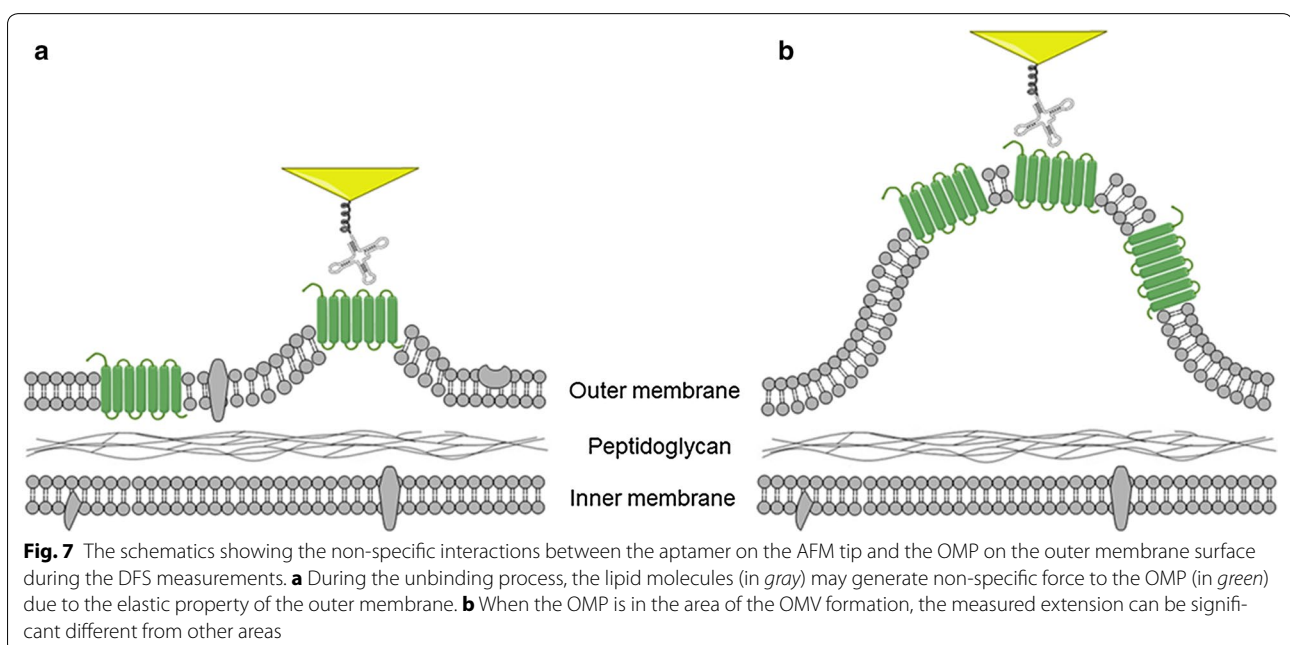 a
b
Outer membrane
Peptidoglycan
Inner membrane
Fig. 7 The schematics showing the non-specific interactions between the aptamer on the AFM tip and the OMP on the outer membrane surface
during the DFS measurements. a During the unbinding process, the lipid molecules (in gray) may generate non-specific force to the OMP (in green)
due to the elastic property of the outer membrane. b When the OMP is in the area of the OMV formation, the measured extension can be signifi-
cant different from other areas